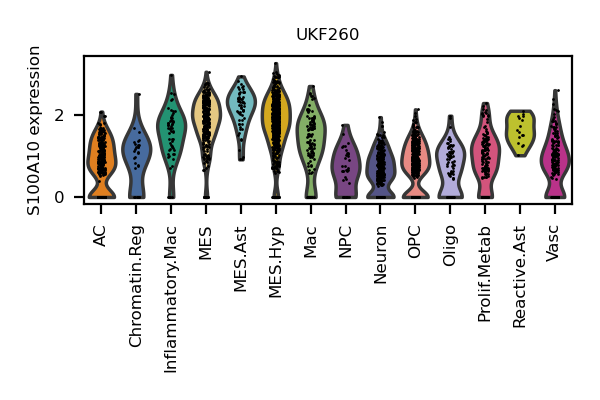 UKF260
S100A10 expression
2
0
AC
Chromatin.Reg
Inflammatory.Mac
MES
MES.Ast
MES.Hyp
Mac
NPC
Neuron
OPC
Oligo
Prolif.Metab
Reactive.Ast
Vasc